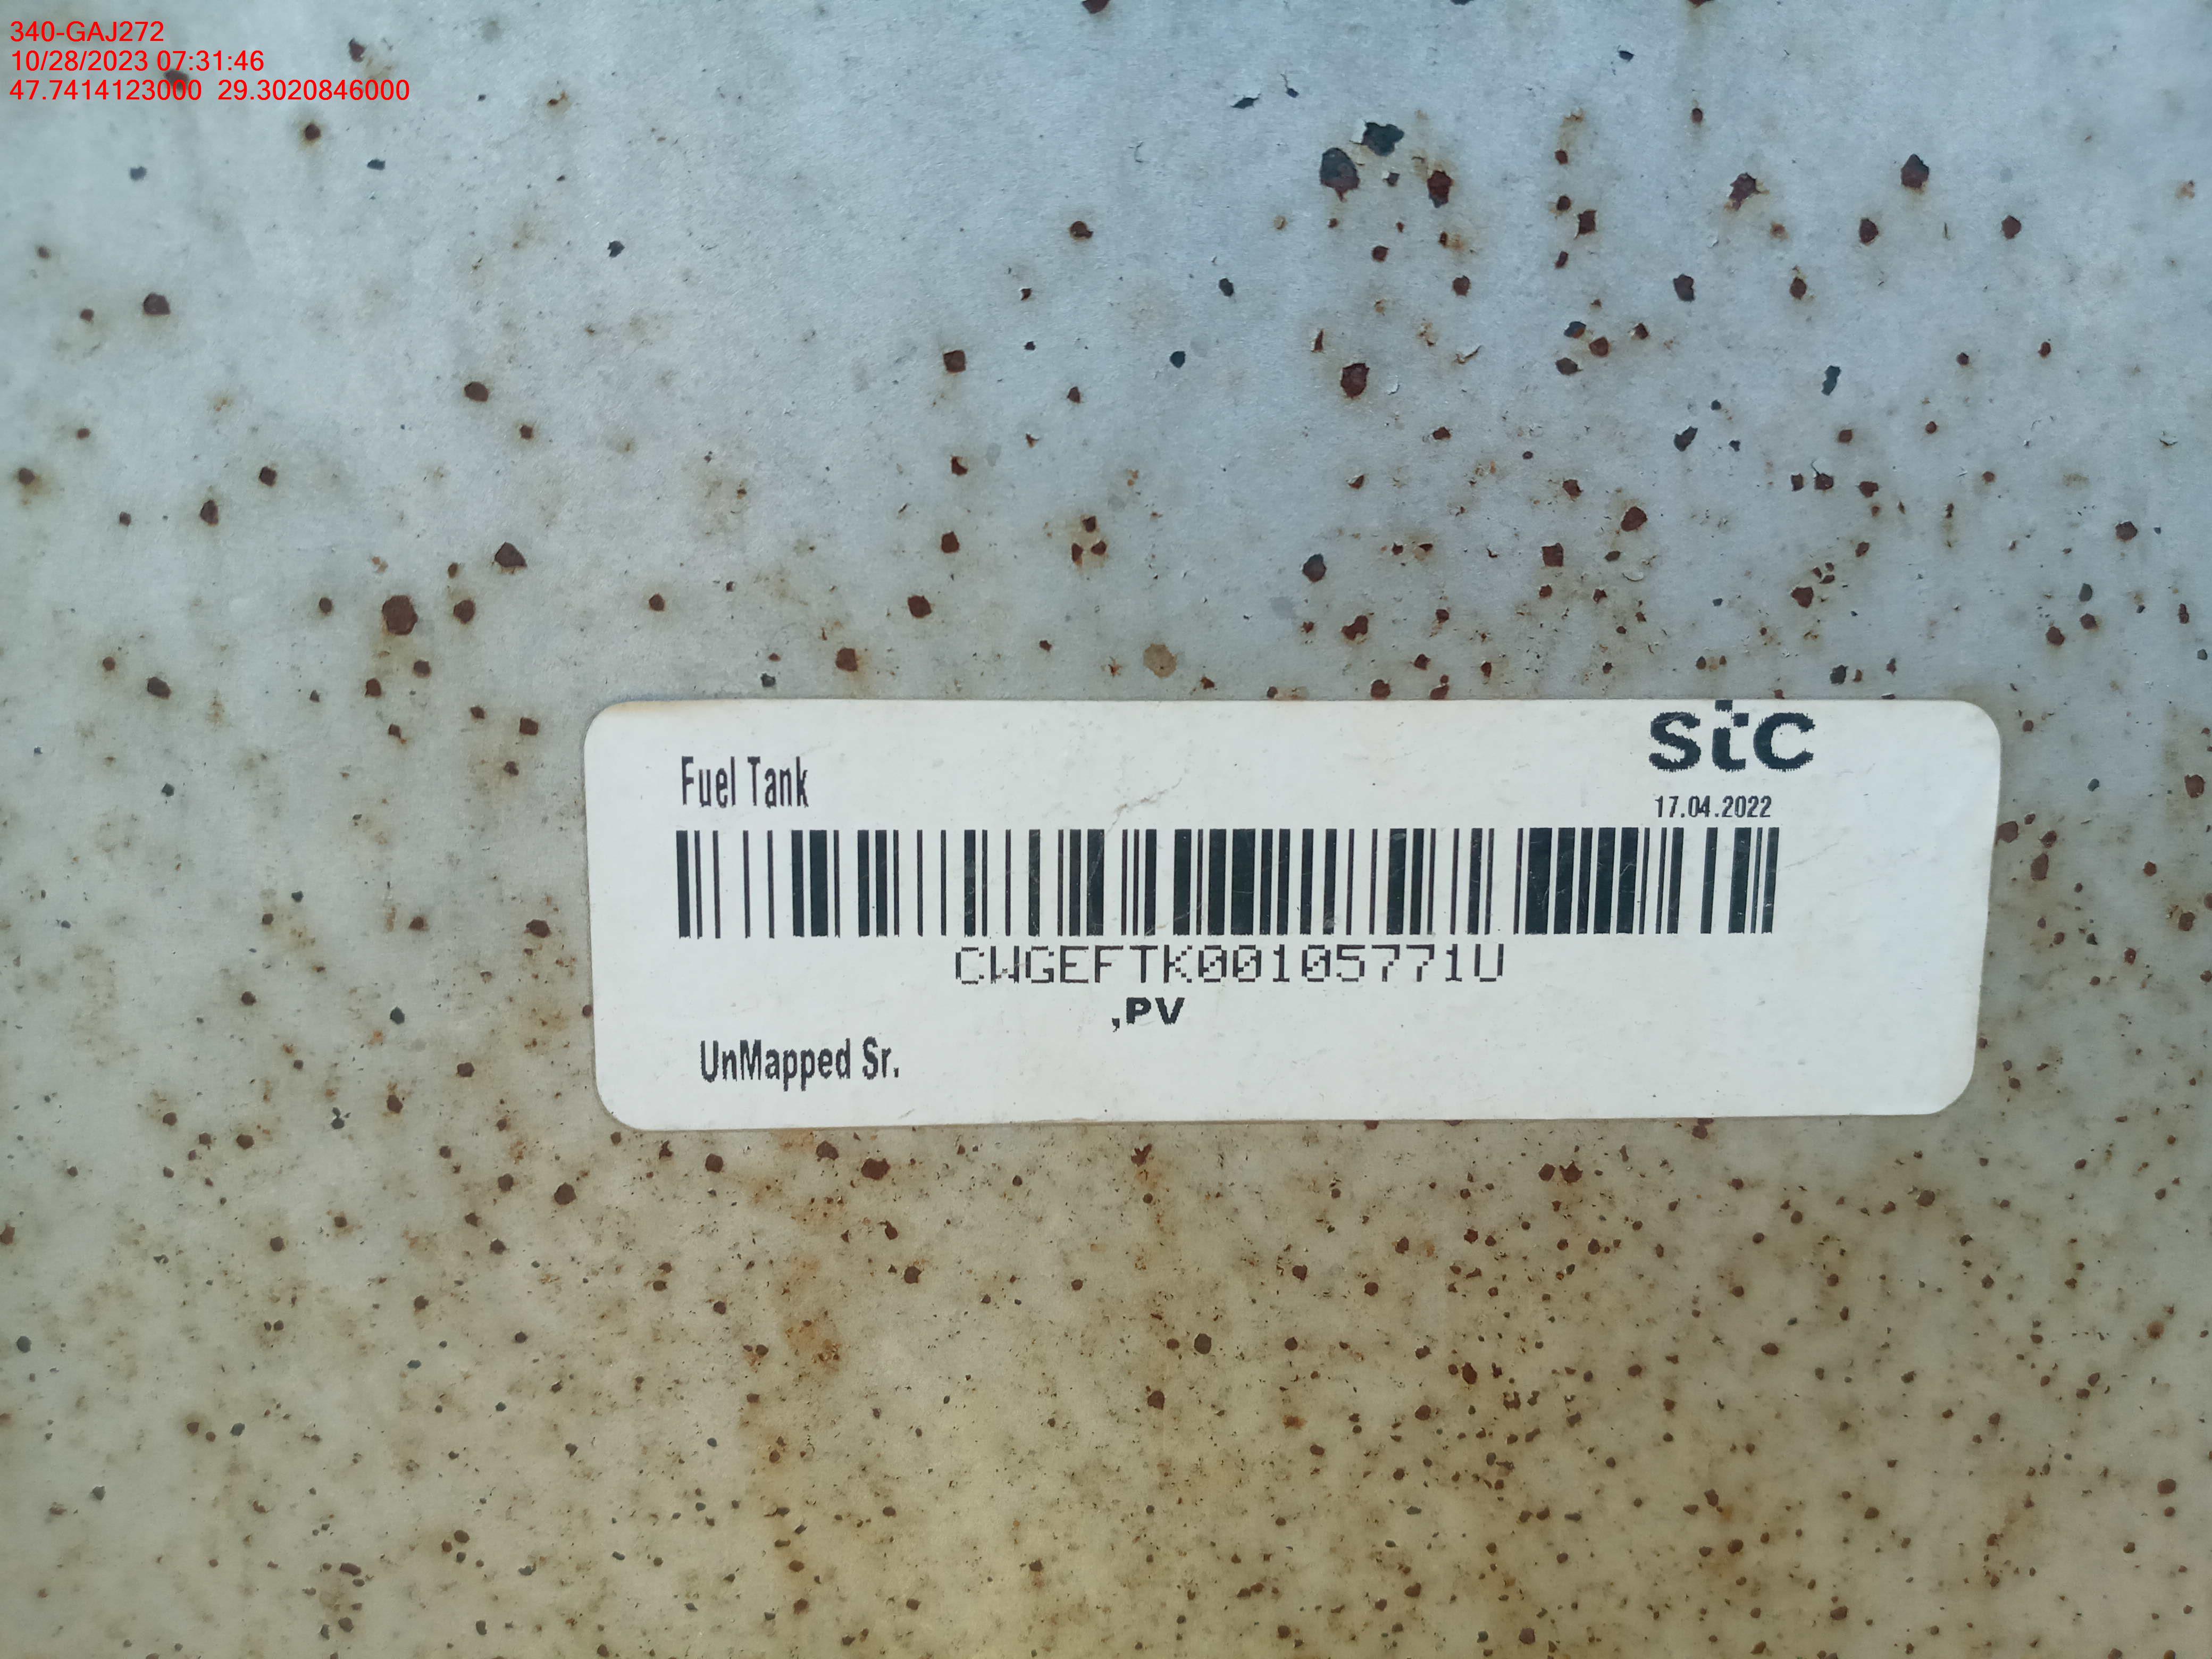 340-GAJ272
10/28/2023 07:31:46
47.7414123000 29.3020846000
stc
Fuel Tank
17.04.2022
CWGEFTK00105771U
,PV
UnMapped Sr.